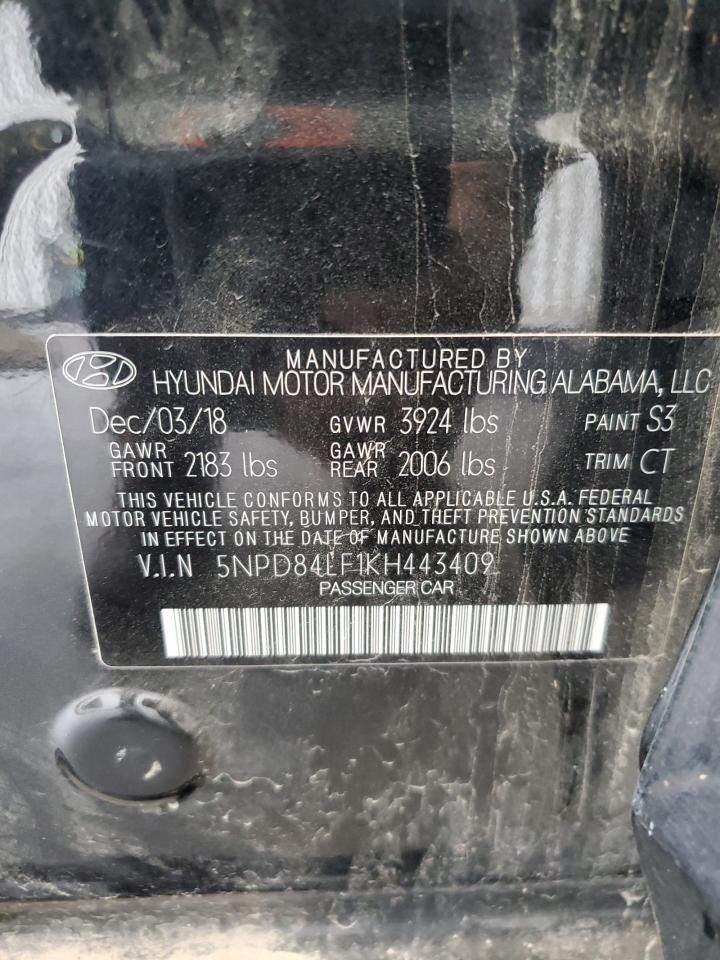 MANUFACTURED BY
HYUNDAI MOTOR MANUFACTURING ALABAMA, LLC
Dec/03/18 GVWR 3924 lbs PAINT S3
GAWR FRONT 2183 lbs GAWR REAR 2006 lbs TRIM CT
THIS VEHICLE CONFORMS TO ALL APPLICABLE U.S.A. FEDERAL
MOTOR VEHICLE SAFETY, BUMPER, AND THEFT PREVENTION STANDARDS
IN EFFECT ON THE DATE OF MANUFACTURE SHOWN ABOVE
V.I.N 5NPD84LF1KH443409
PASSENGER CAR